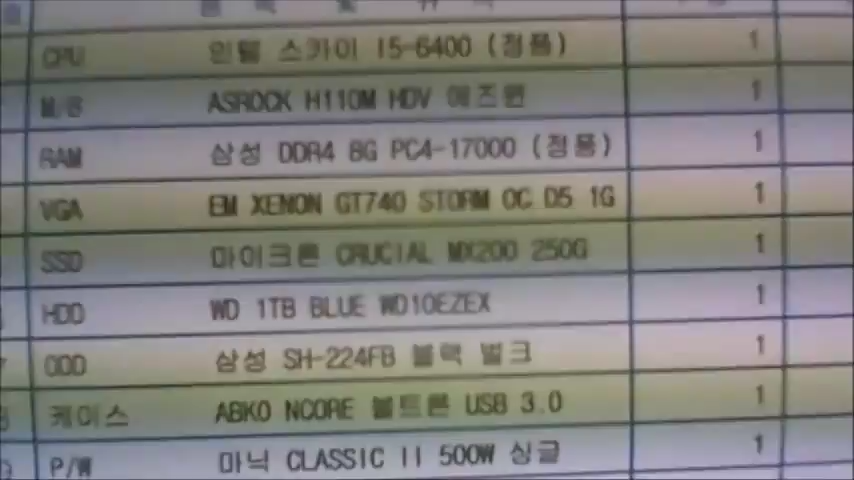 CPU 인텔 스카이 I5-6400 (정품) 1
M/B ASROCK H110M HDV 에즈윈 1
RAM 삼성 DDR4 8G PC4-17000 (정품) 1
VGA EM XENON GT740 STORM OC D5 1G 1
SSD 마이크론 CRUCIAL MX200 250G 1
HDD WD 1TB BLUE WD10EZEX 1
ODD 삼성 SH-224FB 블랙 벌크 1
케이스 ABKO NCORE 볼트론 USB 3.0 1
P/W 마닉 CLASSIC II 500W 싱글 1